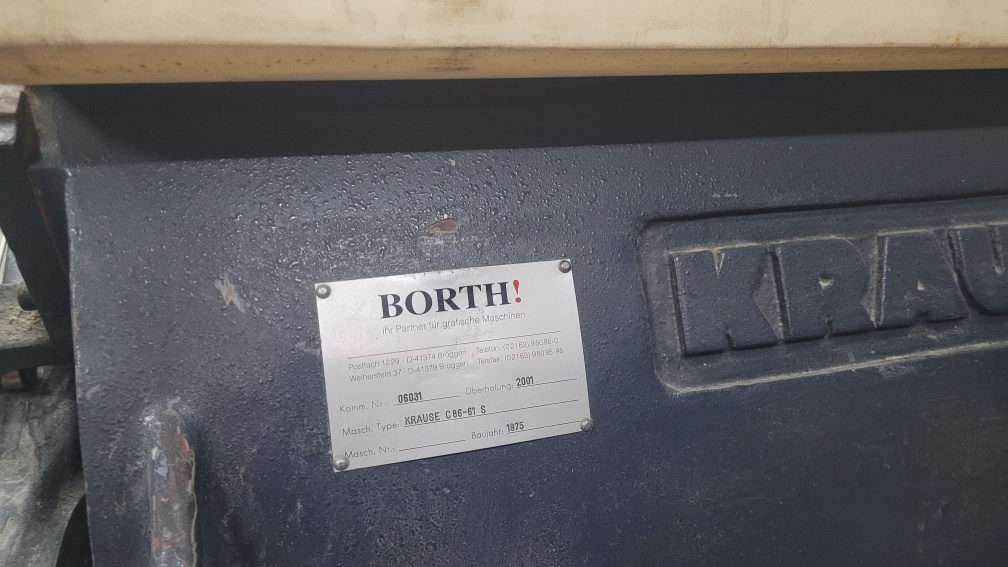 BORTH!
Ihr Partner für grafische Maschinen
Postfach 1229 · D-41374 Brüggen · Telefon: (02163) 95095-0
Weihersfeld 37 · D-41379 Brüggen · Telefax: (02163) 95095-95
Komm. Nr.: 06031 Überholung: 2001
Masch. Type: KRAUSE C86-61 S
Masch. Nr.: Baujahr: 1975
KRAU